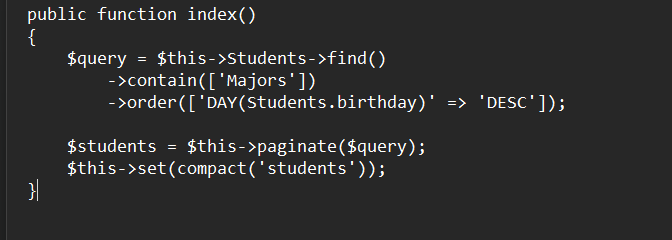 public function index()
{
    $query = $this->Students->find()
        ->contain(['Majors'])
        ->order(['DAY(Students.birthday)' => 'DESC']);

    $students = $this->paginate($query);
    $this->set(compact('students'));
}